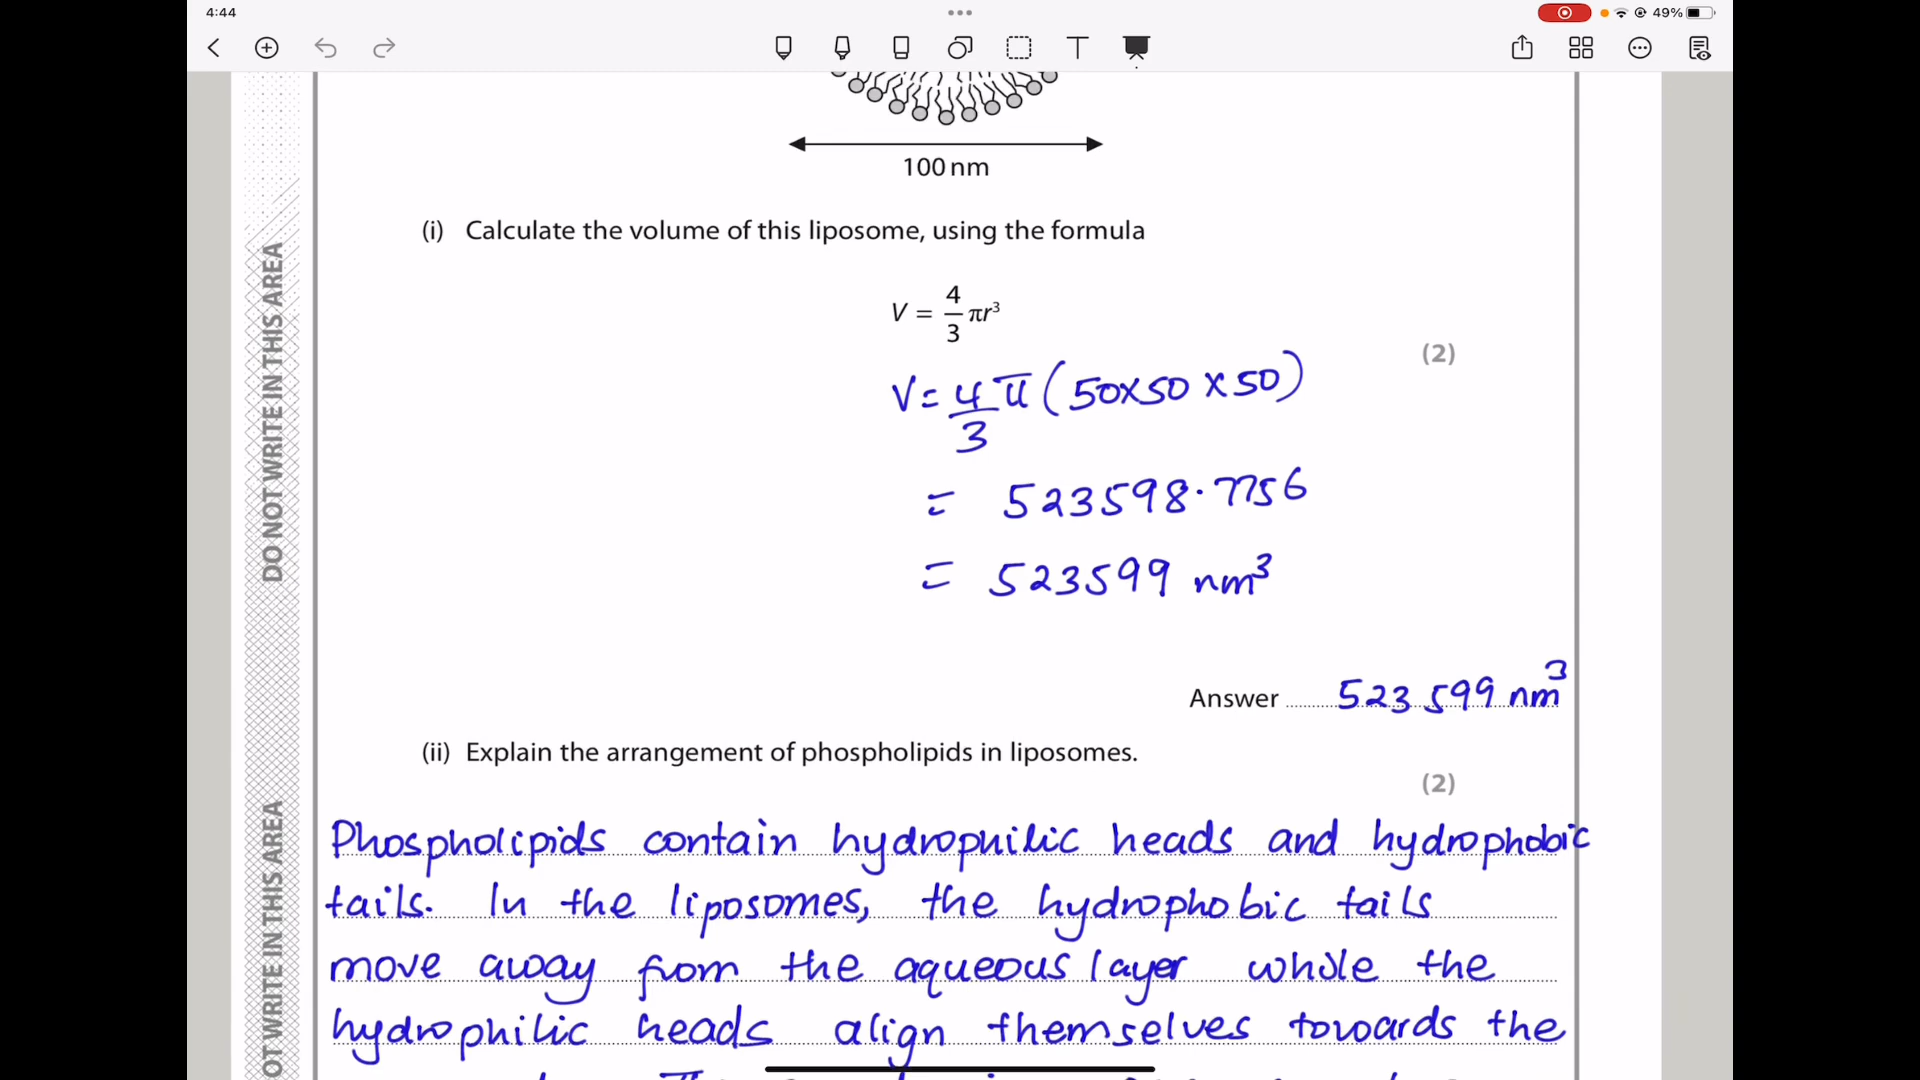 4:44
49%
100 nm
(i) Calculate the volume of this liposome, using the formula
V = 4/3 πr³
(2)
V = 4/3 π (50 x 50 x 50)
= 523598.7756
= 523599 nm³
Answer 523 599 nm³
(ii) Explain the arrangement of phospholipids in liposomes.
(2)
Phospholipids contain hydrophilic heads and hydrophobic
tails. In the liposomes, the hydrophobic tails
move away from the aqueous layer whole the
hydrophilic heads align themselves towards the
DO NOT WRITE IN THIS AREA
OT WRITE IN THIS AREA